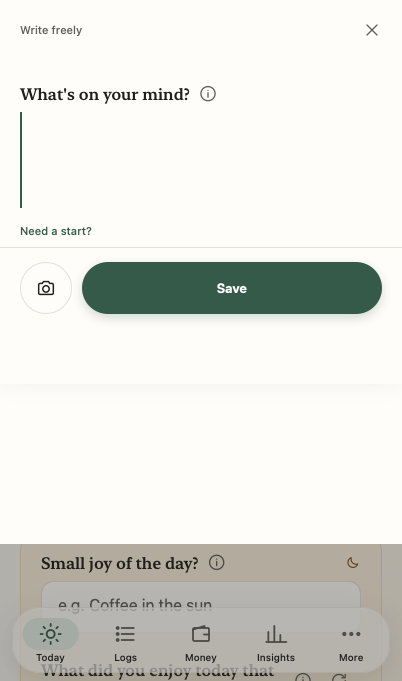 Write freely
What's on your mind?
Need a start?
Save
Small joy of the day?
e.g. Coffee in the sun
Today
Logs
Money
Insights
More
What did you enjoy today that